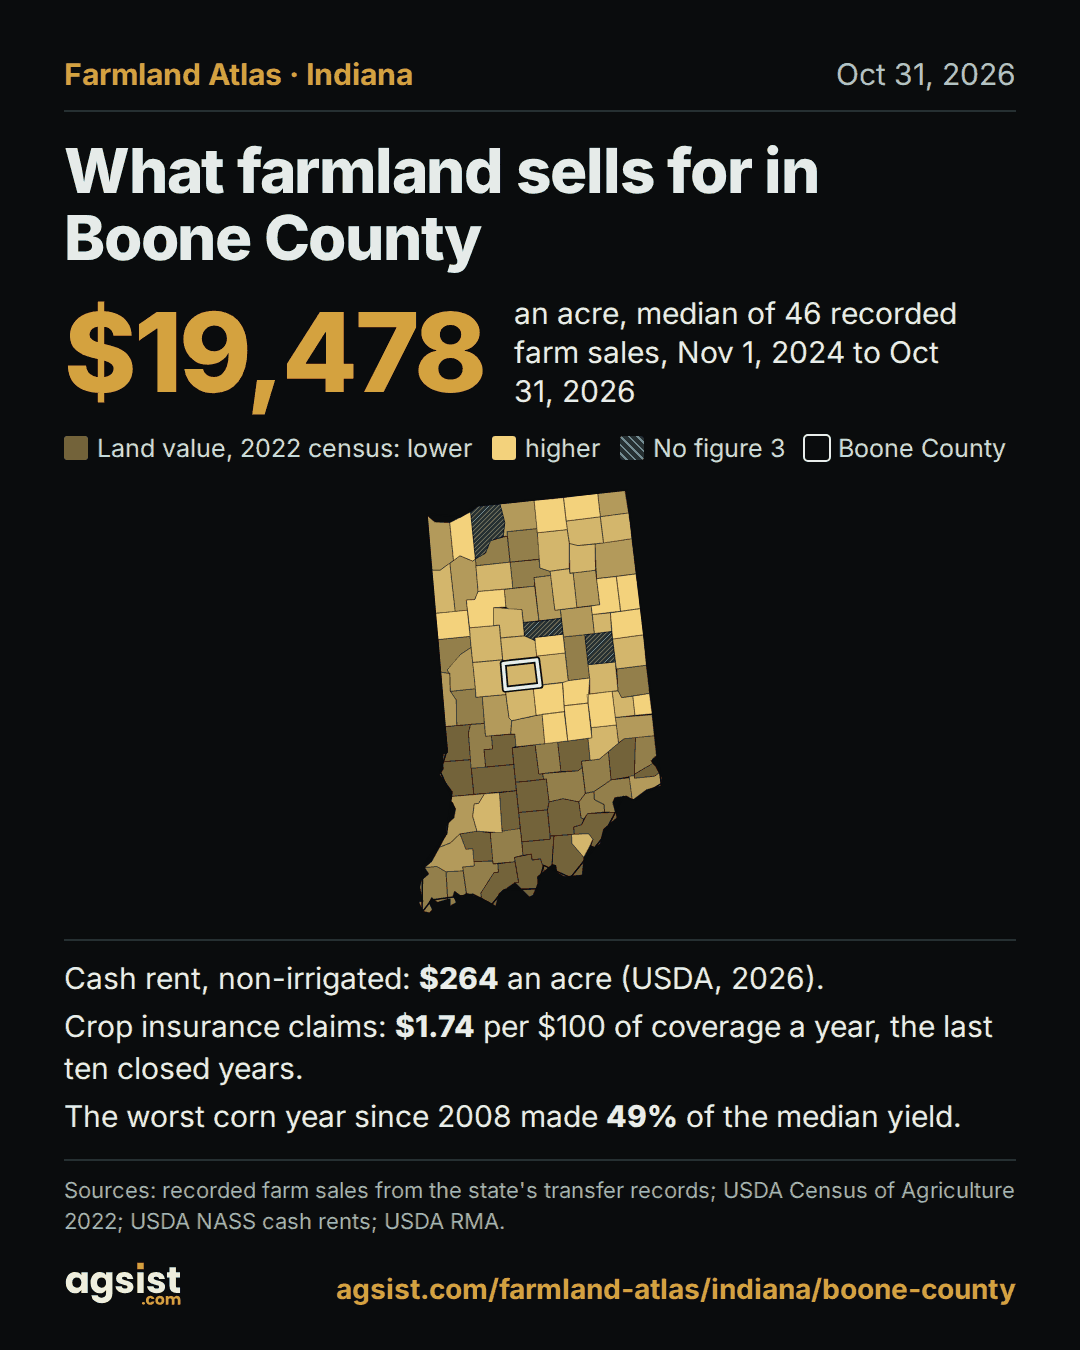 Farmland Atlas · Indiana
Oct 31, 2026
What farmland sells for in
Boone County
$19,478
an acre, median of 46 recorded
farm sales, Nov 1, 2024 to Oct
31, 2026
Land value, 2022 census: lower
higher
No figure 3
Boone County
Cash rent, non-irrigated: $264 an acre (USDA, 2026).
Crop insurance claims: $1.74 per $100 of coverage a year, the last
ten closed years.
The worst corn year since 2008 made 49% of the median yield.
Sources: recorded farm sales from the state's transfer records; USDA Census of Agriculture
2022; USDA NASS cash rents; USDA RMA.
agsist
.com
agsist.com/farmland-atlas/indiana/boone-county